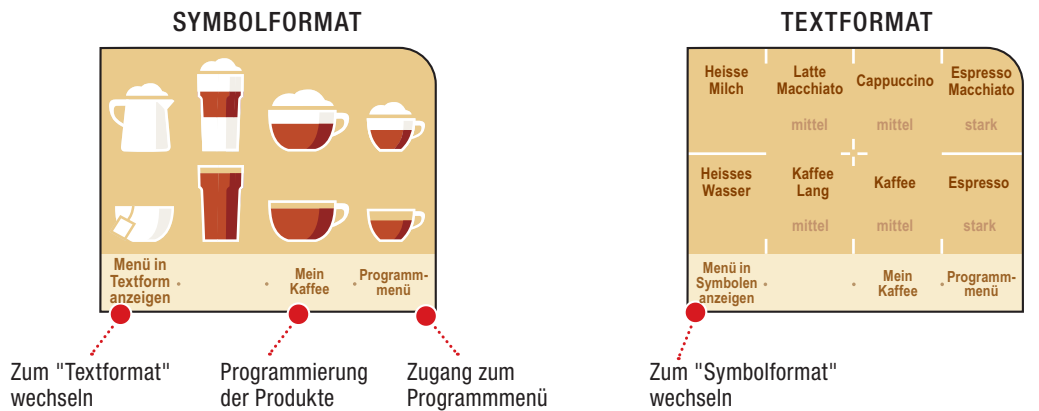 SYMBOLFORMAT
Menü in
Textform
anzeigen
Mein
Kaffee
Programm-
menü
Zum "Textformat"
wechseln
Programmierung
der Produkte
Zugang zum
Programmmenü
TEXTFORMAT
Heisse
Milch
Latte
Macchiato
mittel
Cappuccino
mittel
Espresso
Macchiato
stark
Heisses
Wasser
Kaffee
Lang
mittel
Kaffee
mittel
Espresso
stark
Menü in
Symbolen
anzeigen
Mein
Kaffee
Programm-
menü
Zum "Symbolformat"
wechseln